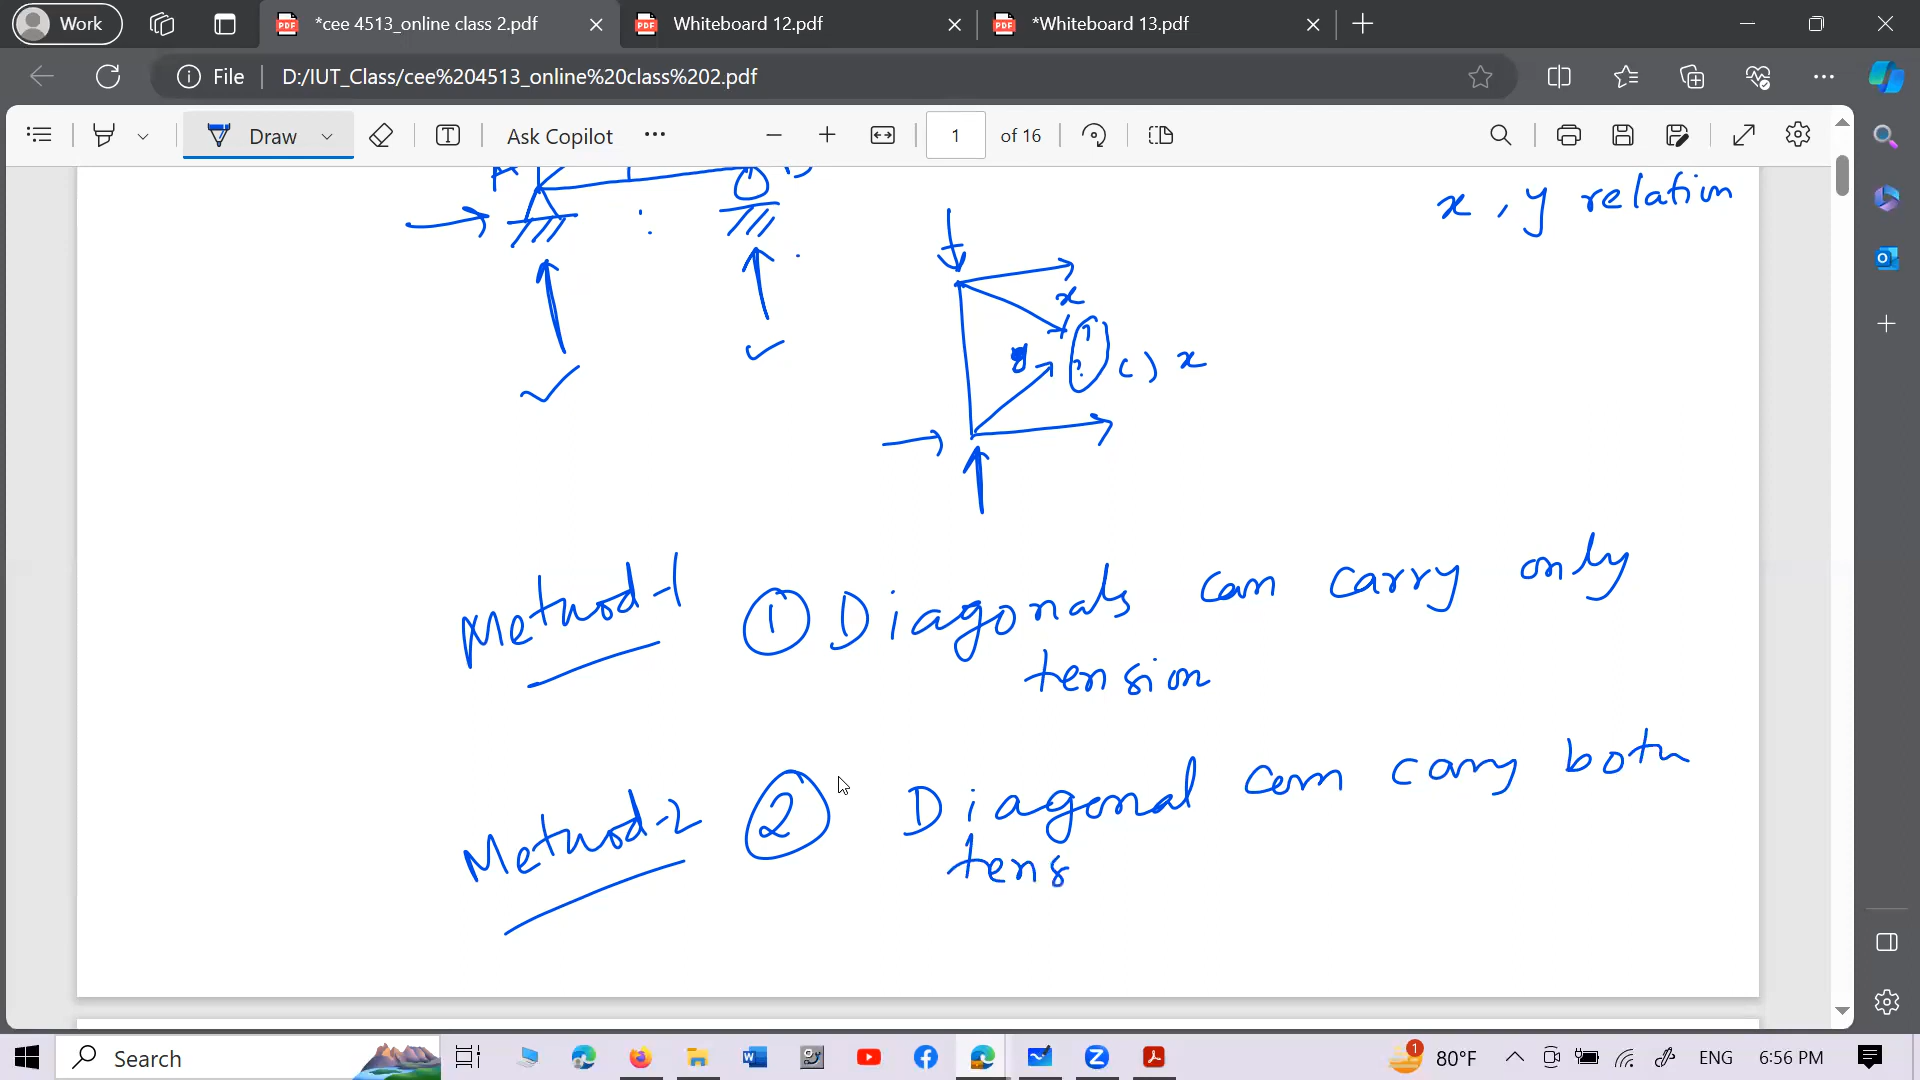 Work
*cee 4513_online class 2.pdf
Whiteboard 12.pdf
*Whiteboard 13.pdf
File
D:/IUT_Class/cee%204513_online%20class%202.pdf
Draw
Ask Copilot
1
of 16
x , y relation
x
y
? ( ) x
Method-1 ① Diagonals can carry only
tension
Method-2 ② Diagonal can carry both
tens
Search
1
80°F
ENG
6:56 PM